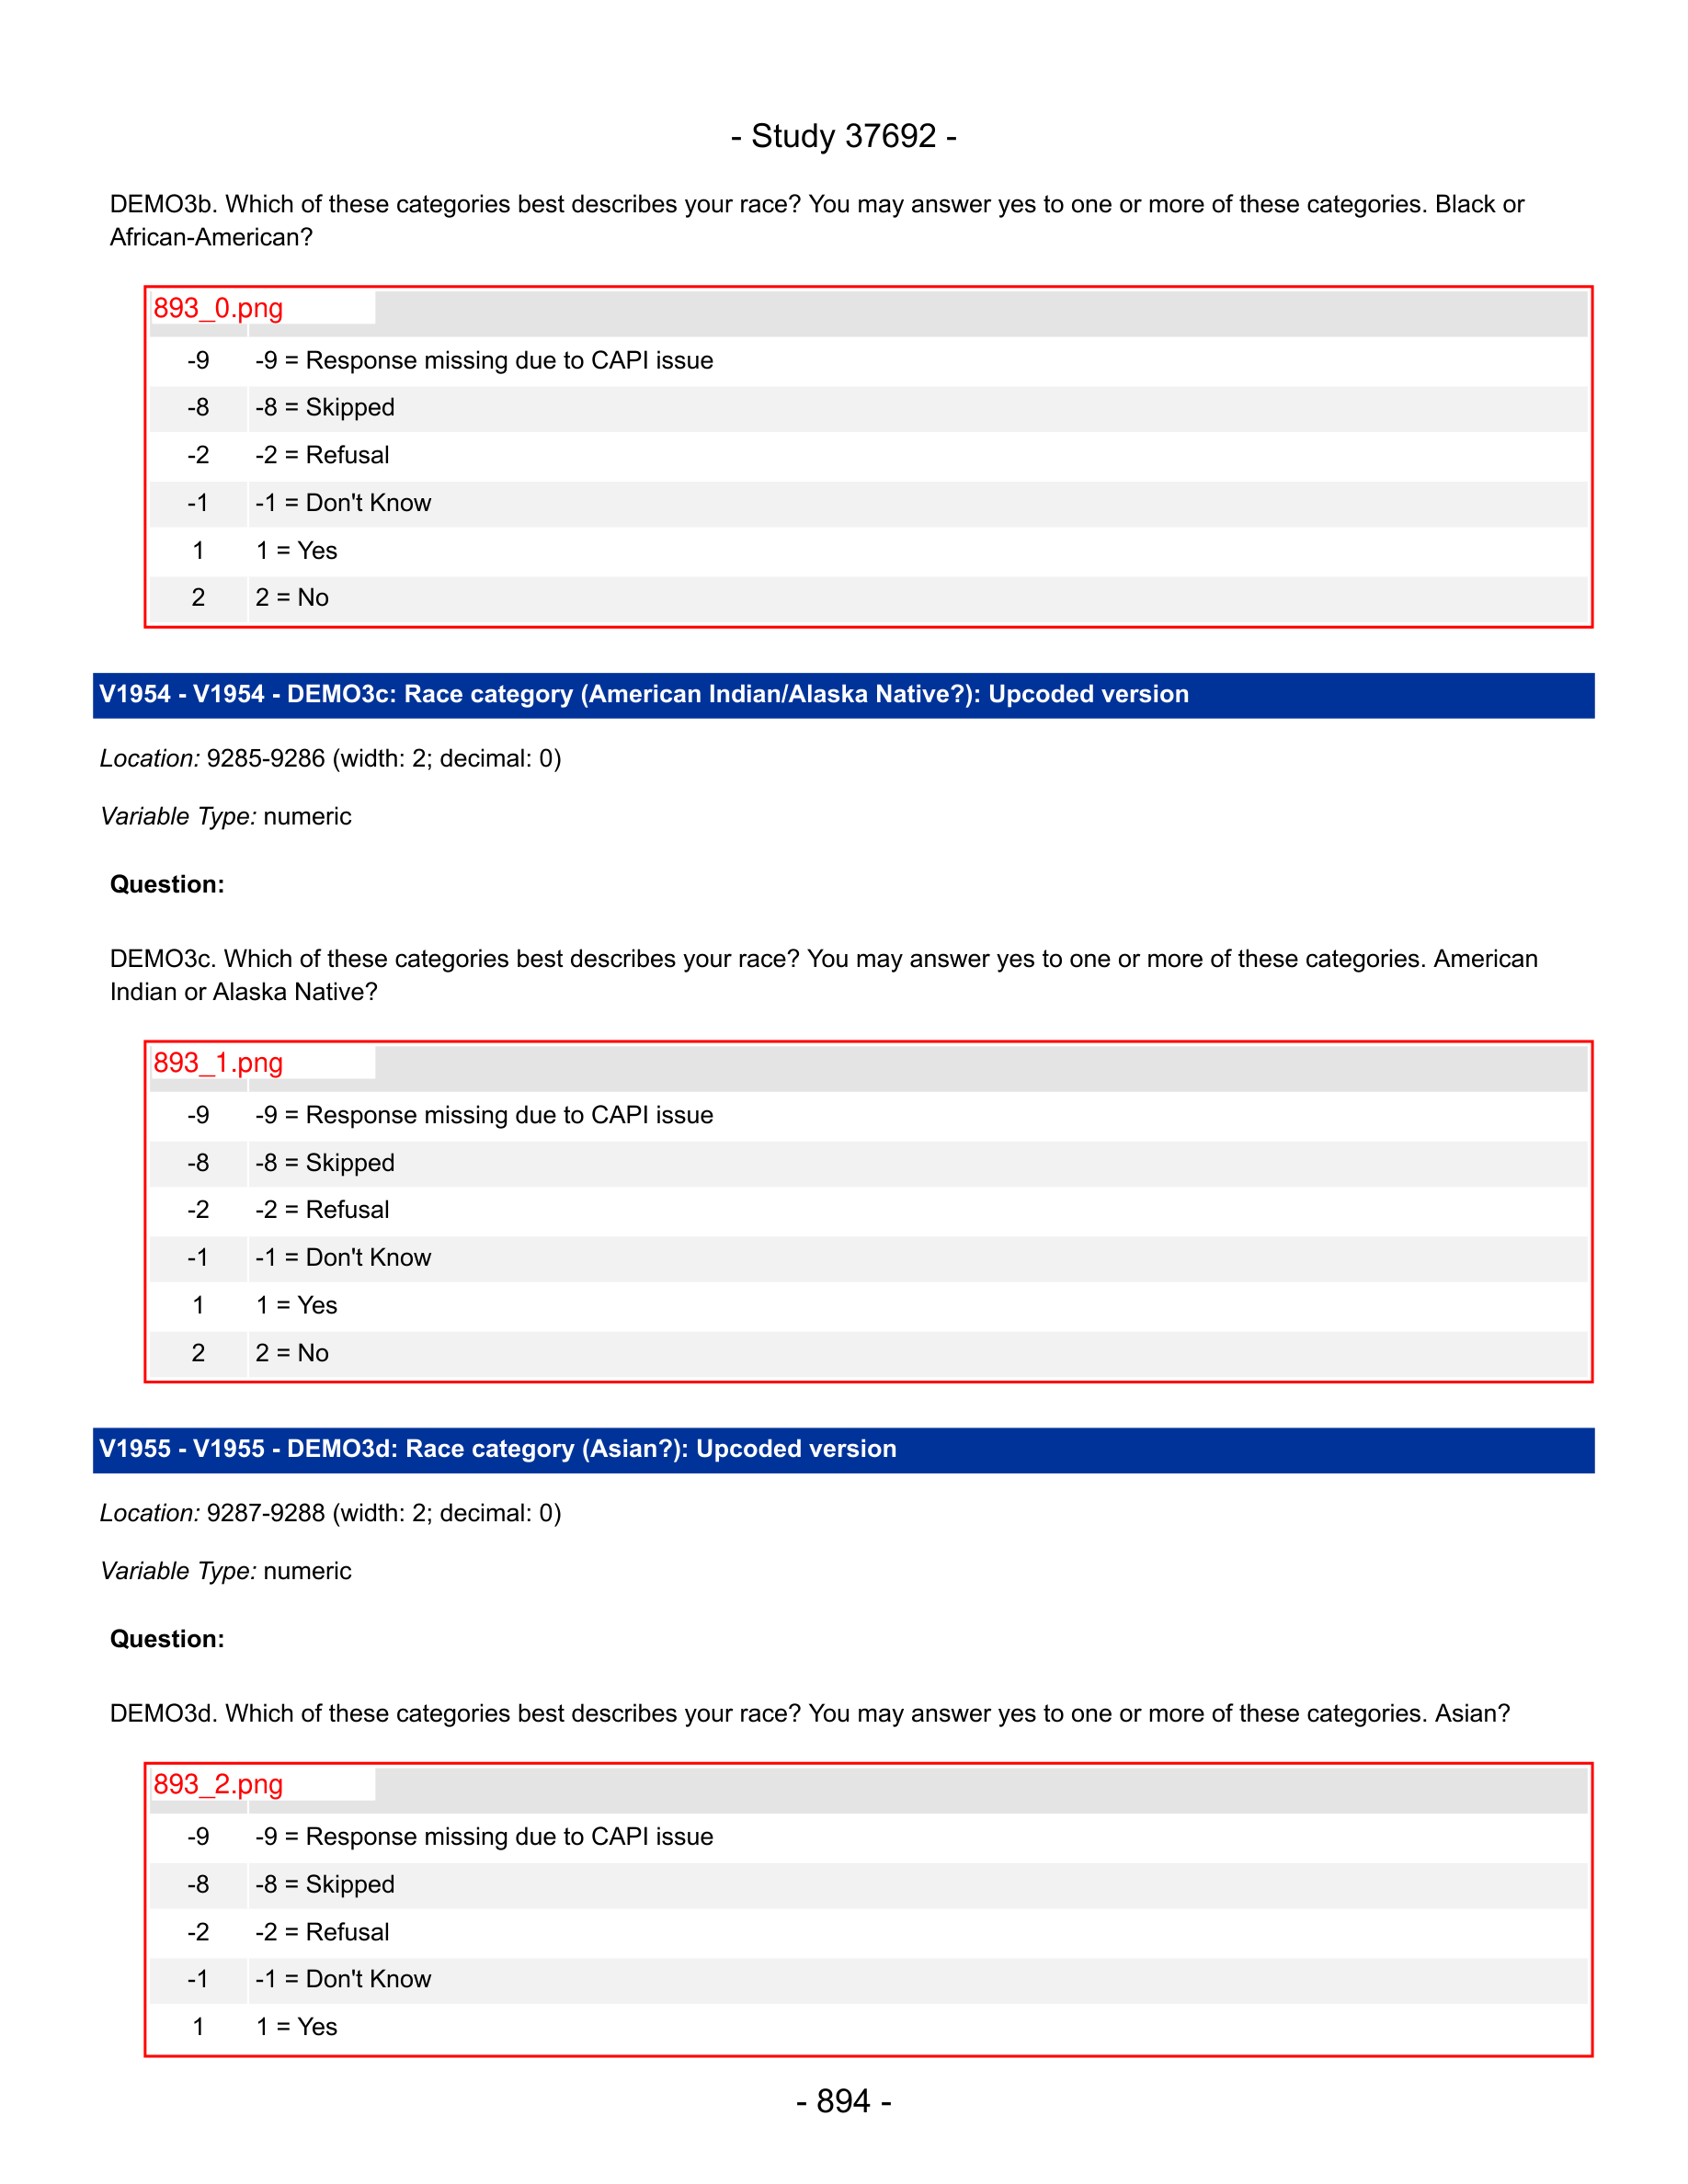 - Study 37692 -
DEMO3b. Which of these categories best describes your race? You may answer yes to one or more of these categories. Black or
African-American?
893_0.png
-9 -9 = Response missing due to CAPI issue
-8 -8 = Skipped
-2 -2 = Refusal
-1 -1 = Don't Know
1 1 = Yes
2 2 = No
V1954 - V1954 - DEMO3c: Race category (American Indian/Alaska Native?): Upcoded version
Location: 9285-9286 (width: 2; decimal: 0)
Variable Type: numeric
Question:
DEMO3c. Which of these categories best describes your race? You may answer yes to one or more of these categories. American
Indian or Alaska Native?
893_1.png
-9 -9 = Response missing due to CAPI issue
-8 -8 = Skipped
-2 -2 = Refusal
-1 -1 = Don't Know
1 1 = Yes
2 2 = No
V1955 - V1955 - DEMO3d: Race category (Asian?): Upcoded version
Location: 9287-9288 (width: 2; decimal: 0)
Variable Type: numeric
Question:
DEMO3d. Which of these categories best describes your race? You may answer yes to one or more of these categories. Asian?
893_2.png
-9 -9 = Response missing due to CAPI issue
-8 -8 = Skipped
-2 -2 = Refusal
-1 -1 = Don't Know
1 1 = Yes
- 894 -